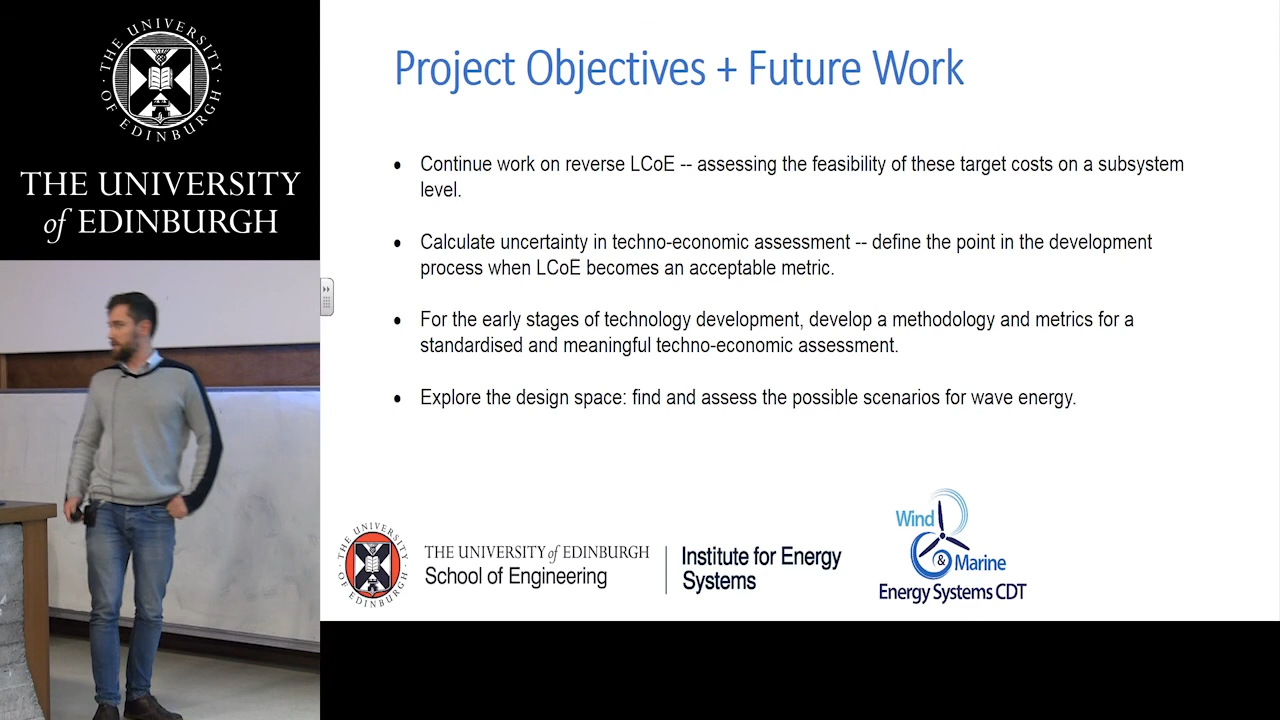 THE UNIVERSITY
OF EDINBURGH
THE UNIVERSITY
of EDINBURGH
Project Objectives + Future Work
• Continue work on reverse LCoE -- assessing the feasibility of these target costs on a subsystem
level.
• Calculate uncertainty in techno-economic assessment -- define the point in the development
process when LCoE becomes an acceptable metric.
• For the early stages of technology development, develop a methodology and metrics for a
standardised and meaningful techno-economic assessment.
• Explore the design space: find and assess the possible scenarios for wave energy.
THE UNIVERSITY
OF EDINBURGH
THE UNIVERSITY of EDINBURGH
School of Engineering
Institute for Energy
Systems
Wind
& Marine
Energy Systems CDT